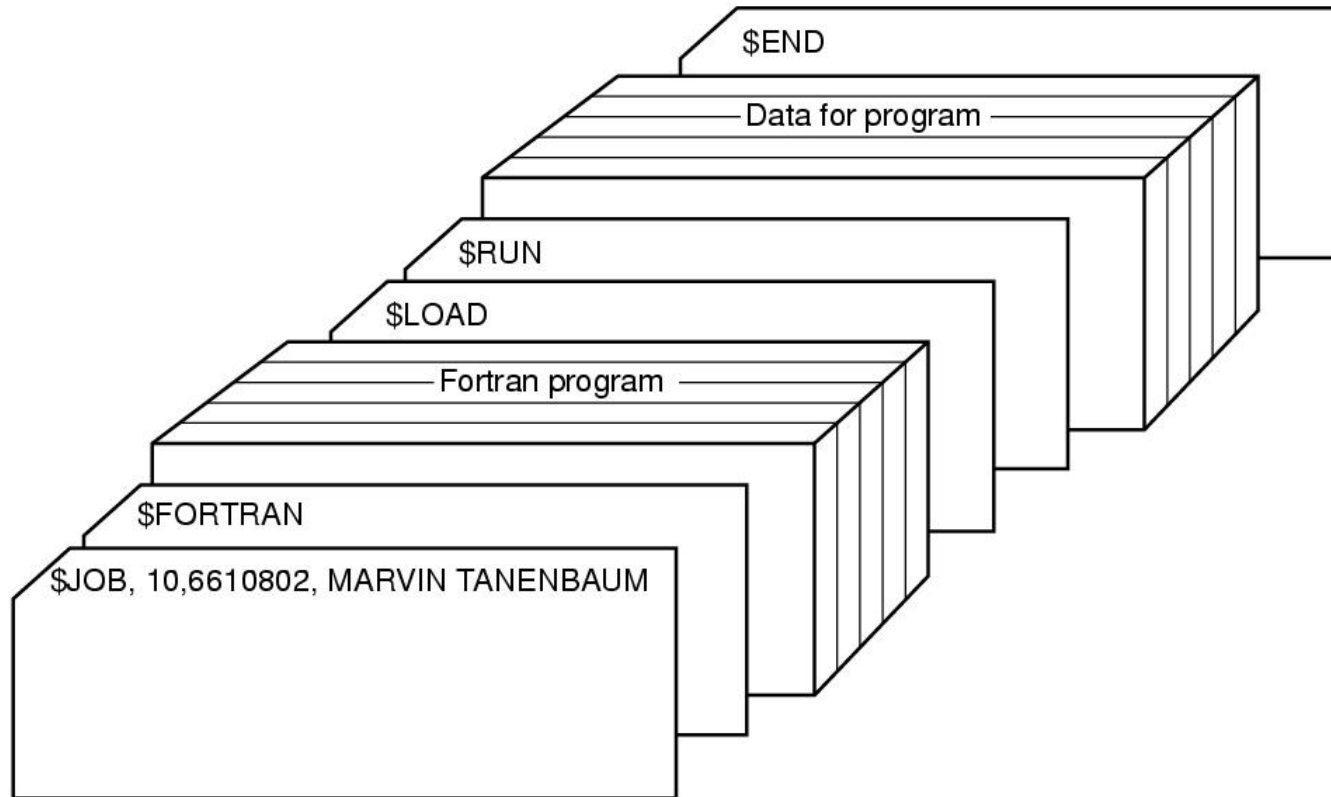 $END
Data for program
$RUN
$LOAD
Fortran program
$FORTRAN
$JOB, 10,6610802, MARVIN TANENBAUM